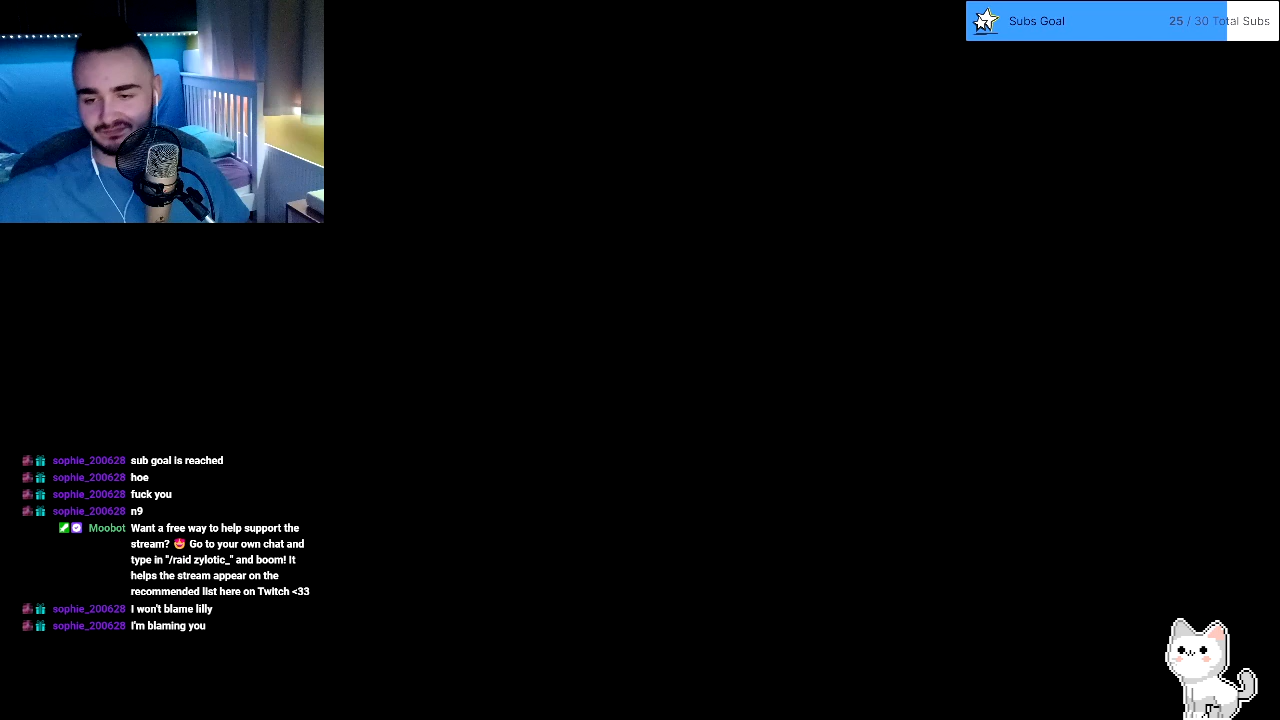 Subs Goal 25 / 30 Total Subs
sophie_200628 sub goal is reached
sophie_200628 hoe
sophie_200628 fuck you
sophie_200628 n9
Moobot Want a free way to help support the
stream? 😍 Go to your own chat and
type in "/raid zylotic_" and boom! It
helps the stream appear on the
recommended list here on Twitch <33
sophie_200628 I won't blame lilly
sophie_200628 I'm blaming you